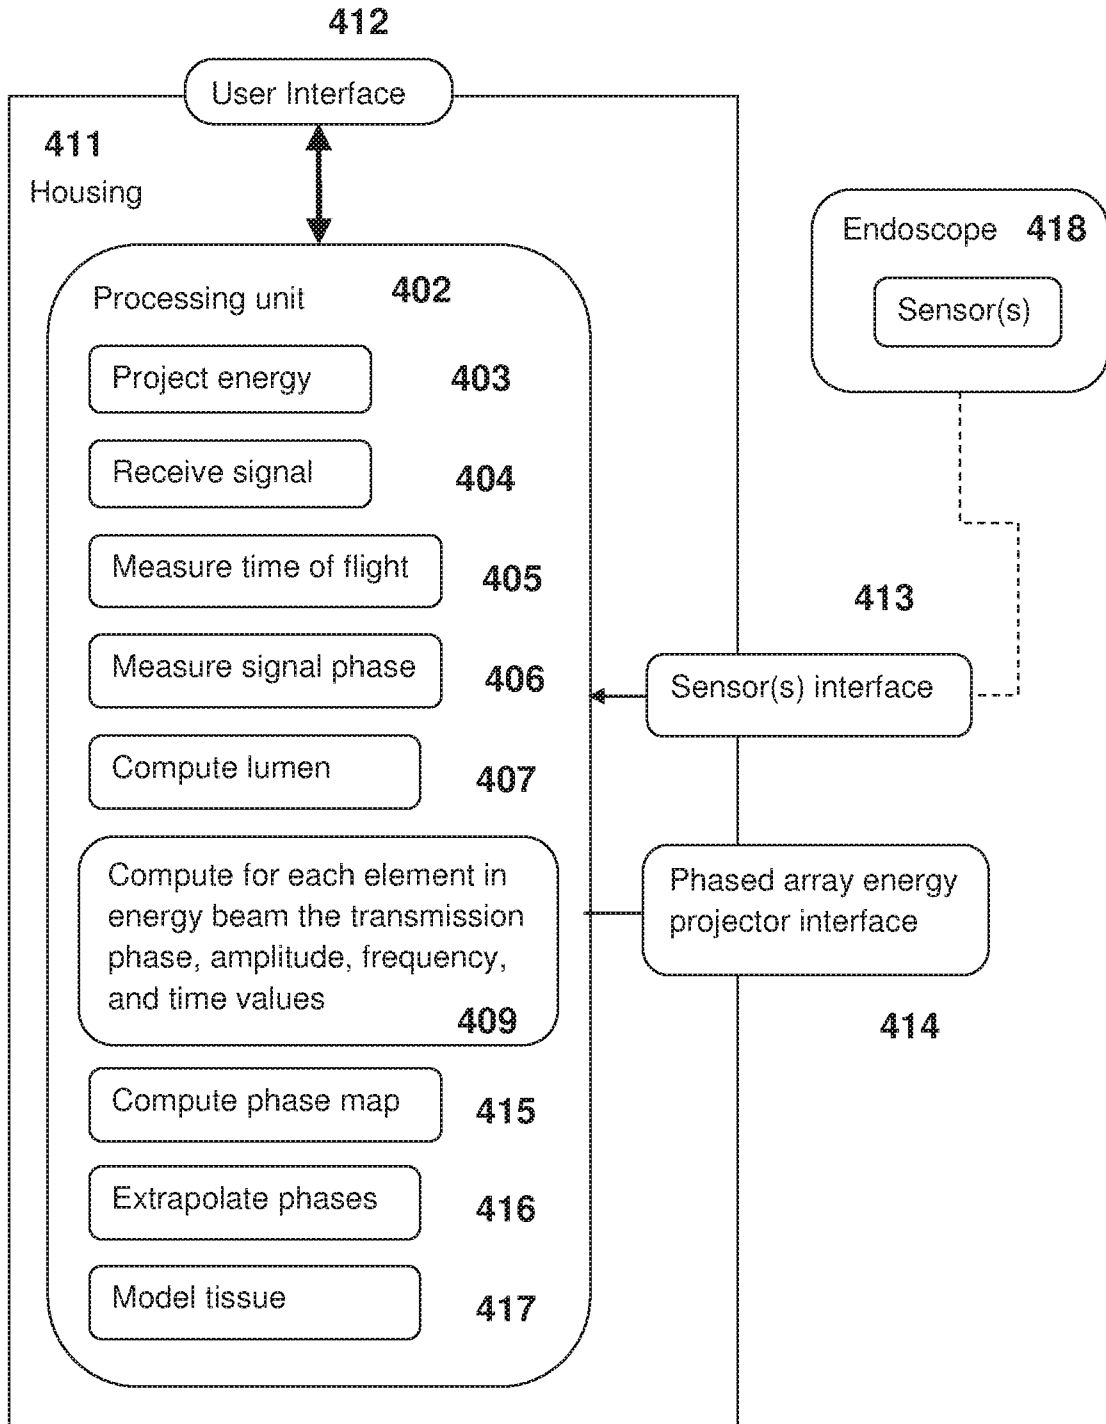 412
User Interface
411
Housing
Endoscope 418
Sensor(s)
Processing unit 402
Project energy 403
Receive signal 404
Measure time of flight 405
413
Measure signal phase 406
Sensor(s) interface
Compute lumen 407
Compute for each element in
energy beam the transmission
phase, amplitude, frequency,
and time values
409
Phased array energy
projector interface
414
Compute phase map 415
Extrapolate phases 416
Model tissue 417